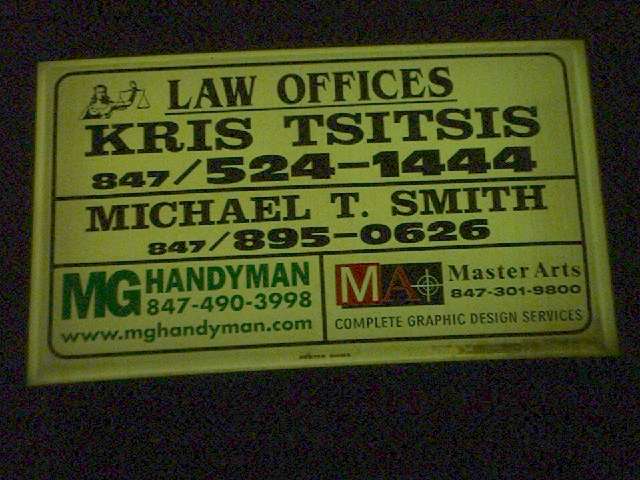 LAW OFFICES
KRIS TSITSIS
847/524-1444
MICHAEL T. SMITH
847/895-0626
MG HANDYMAN
847-490-3998
www.mghandyman.com
MA Master Arts
847-301-9800
COMPLETE GRAPHIC DESIGN SERVICES